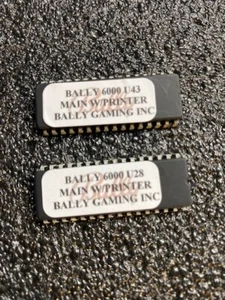 BALLY 6000 U43
MAIN W/PRINTER
BALLY GAMING INC
BALLY 6000 U28
MAIN W/PRINTER
BALLY GAMING INC